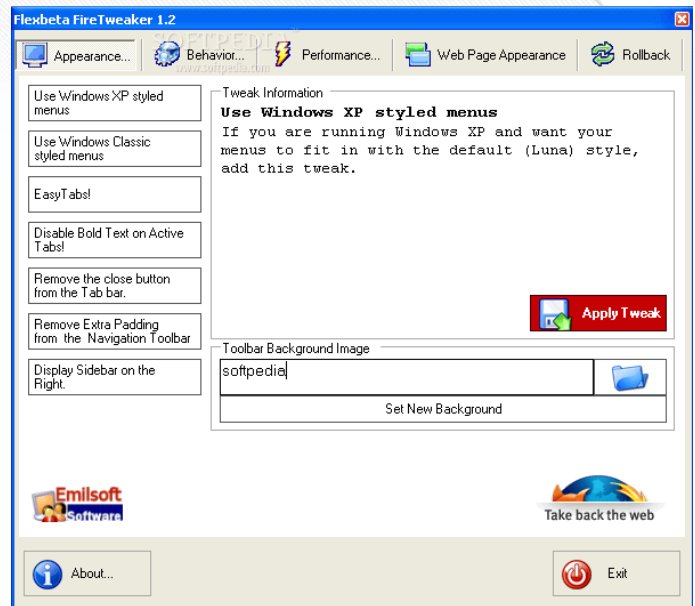 Flexbeta FireTweaker 1.2
Appearance...
Behavior...
Performance...
Web Page Appearance
Rollback
SOFTPEDIA
www.softpedia.com
Use Windows XP styled
menus
Use Windows Classic
styled menus
EasyTabs!
Disable Bold Text on Active
Tabs!
Remove the close button
from the Tab bar.
Remove Extra Padding
from the Navigation Toolbar
Display Sidebar on the
Right.
Tweak Information
Use Windows XP styled menus
If you are running Windows XP and want your
menus to fit in with the default (Luna) style,
add this tweak.
Apply Tweak
Toolbar Background Image
softpedia
Set New Background
Emilsoft
Software
Take back the web
About...
Exit